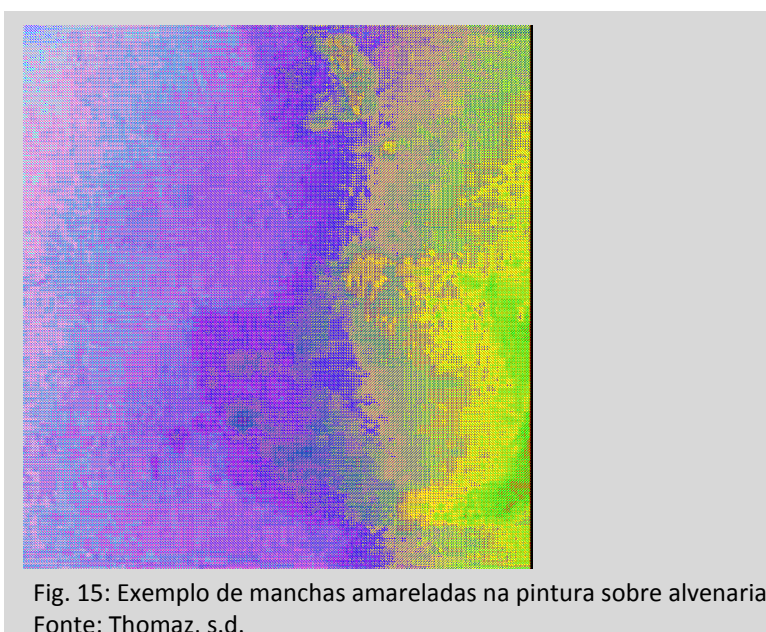 Fig. 15: Exemplo de manchas amareladas na pintura sobre alvenaria
Fonte: Thomaz, s.d.